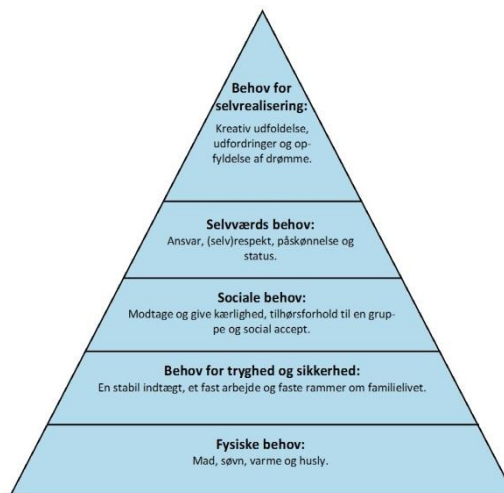 Behov for
selvrealisering:
Kreativ udfoldelse,
udfordringer og op-
fyldelse af drømme.
Selvværds behov:
Ansvar, (selv)respekt, påskønnelse og
status.
Sociale behov:
Modtage og give kærlighed, tilhørsforhold til en grup-
pe og social accept.
Behov for tryghed og sikkerhed:
En stabil indtægt, et fast arbejde og faste rammer om familielivet.
Fysiske behov:
Mad, søvn, varme og husly.